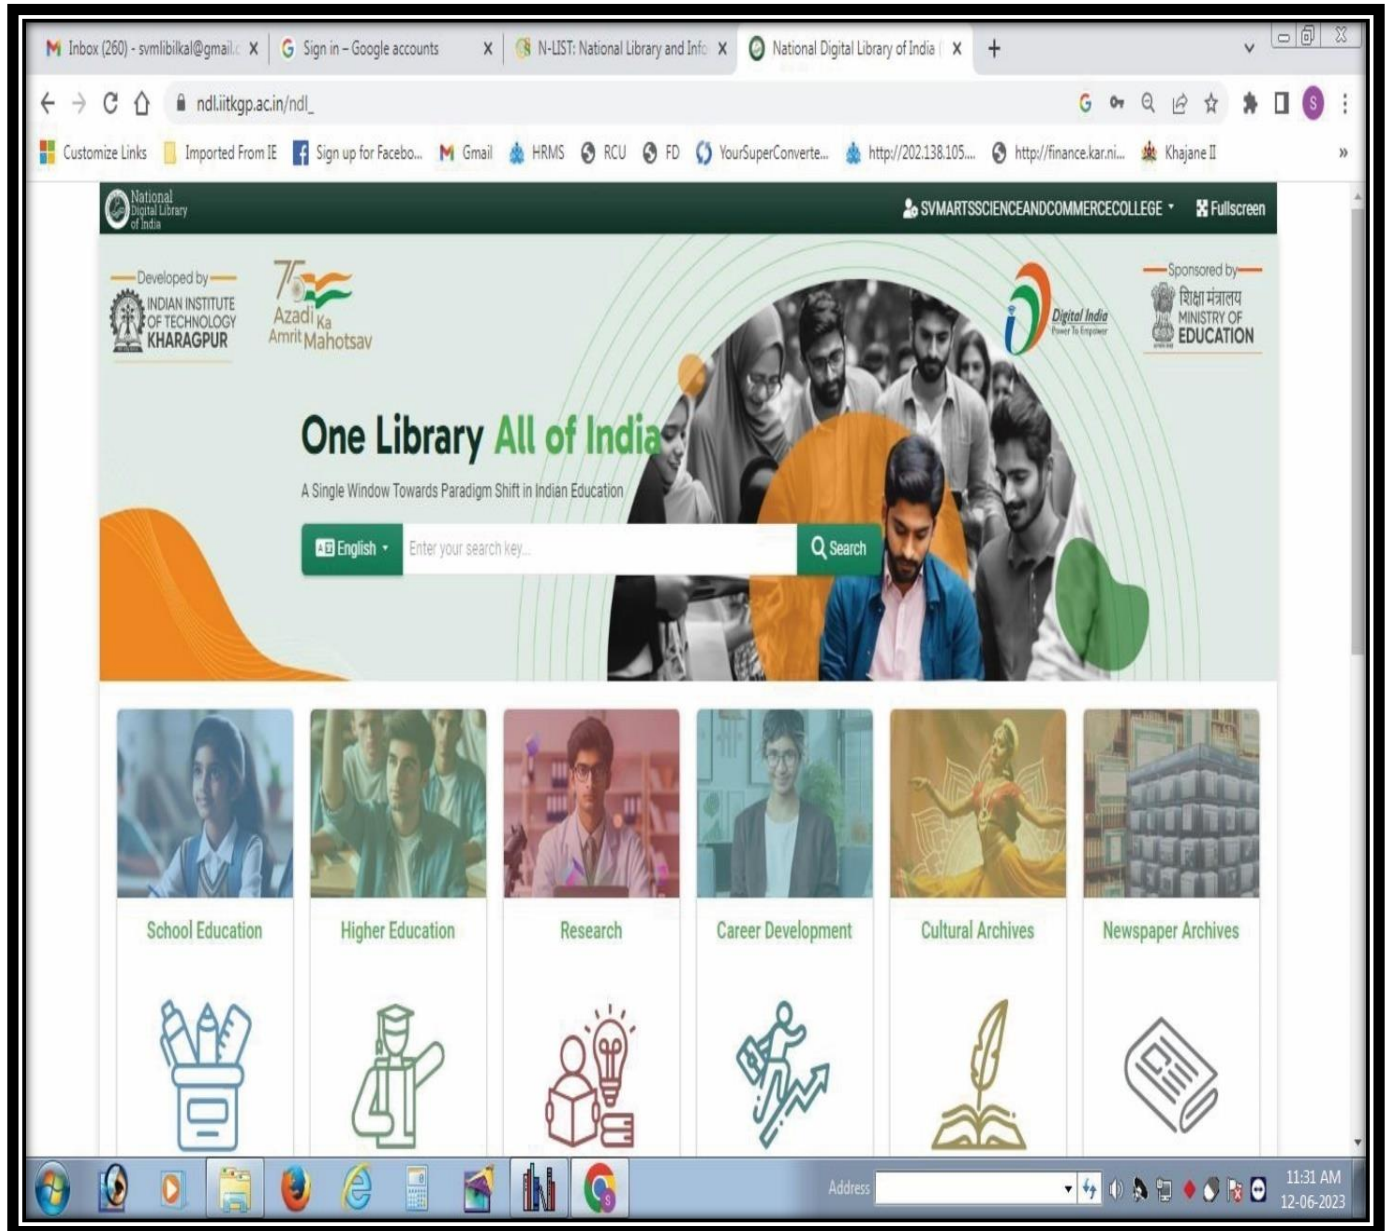 Inbox (260) - svmlibilkal@gmail.c
Sign in – Google accounts
N-LIST: National Library and Info
National Digital Library of India |
ndl.iitkgp.ac.in/ndl_
Customize Links
Imported From IE
Sign up for Facebo...
Gmail
HRMS
RCU
FD
YourSuperConverte...
http://202.138.105....
http://finance.kar.ni...
Khajane II
National
Digital Library
of India
SVMARTSSCIENCEANDCOMMERCECOLLEGE
Fullscreen
Developed by
INDIAN INSTITUTE
OF TECHNOLOGY
KHARAGPUR
75
Azadi Ka
Amrit Mahotsav
Digital India
Power To Empower
Sponsored by
शिक्षा मंत्रालय
MINISTRY OF
EDUCATION
One Library All of India
A Single Window Towards Paradigm Shift in Indian Education
English
Enter your search key...
Search
School Education
Higher Education
Research
Career Development
Cultural Archives
Newspaper Archives
Address
11:31 AM
12-06-2023